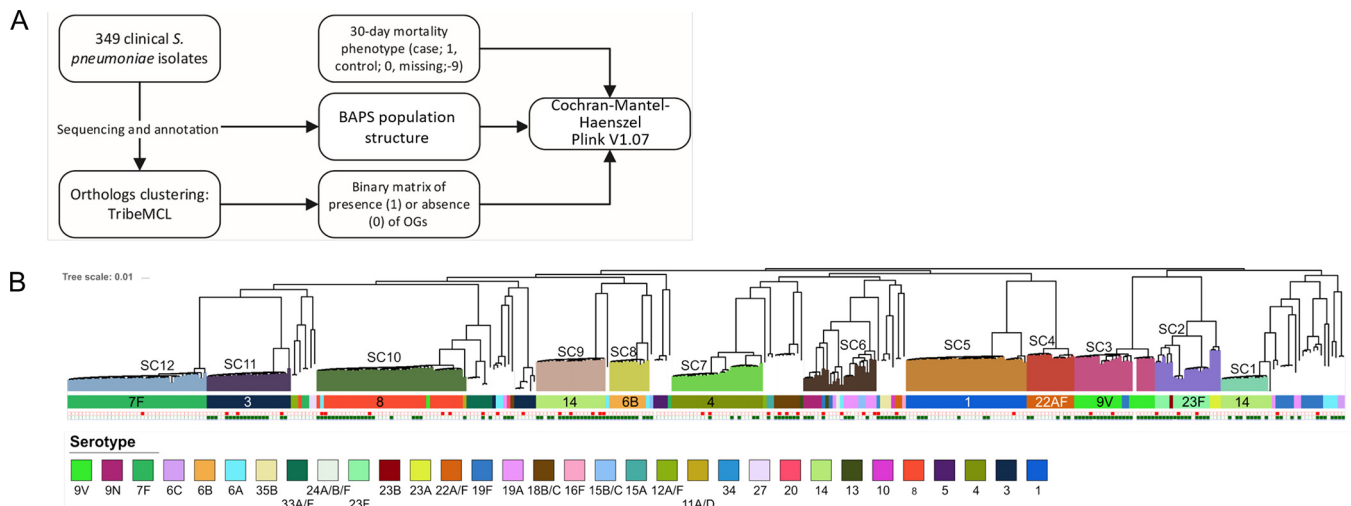 A
349 clinical S.
pneumoniae isolates
30-day mortality
phenotype (case; 1,
control; 0, missing;-9)
Sequencing and annotation
BAPS population
structure
Cochran-Mantel-
Haenszel
Plink V1.07
Orthologs clustering:
TribeMCL
Binary matrix of
presence (1) or absence
(0) of OGs
B
Tree scale: 0.01
SC12
SC11
SC10
SC9
SC8
SC7
SC6
SC5
SC4
SC3
SC2
SC1
7F
3
8
14
6B
4
1
22AF
9V
23F
14
Serotype
9V 9N 7F 6C 6B 6A 35B 24A/B/F 23B 23A 22A/F 19F 19A 18B/C 16F 15B/C 15A 12A/F 34 27 20 14 13 10 8 5 4 3 1
33A/F 23F 11A/D